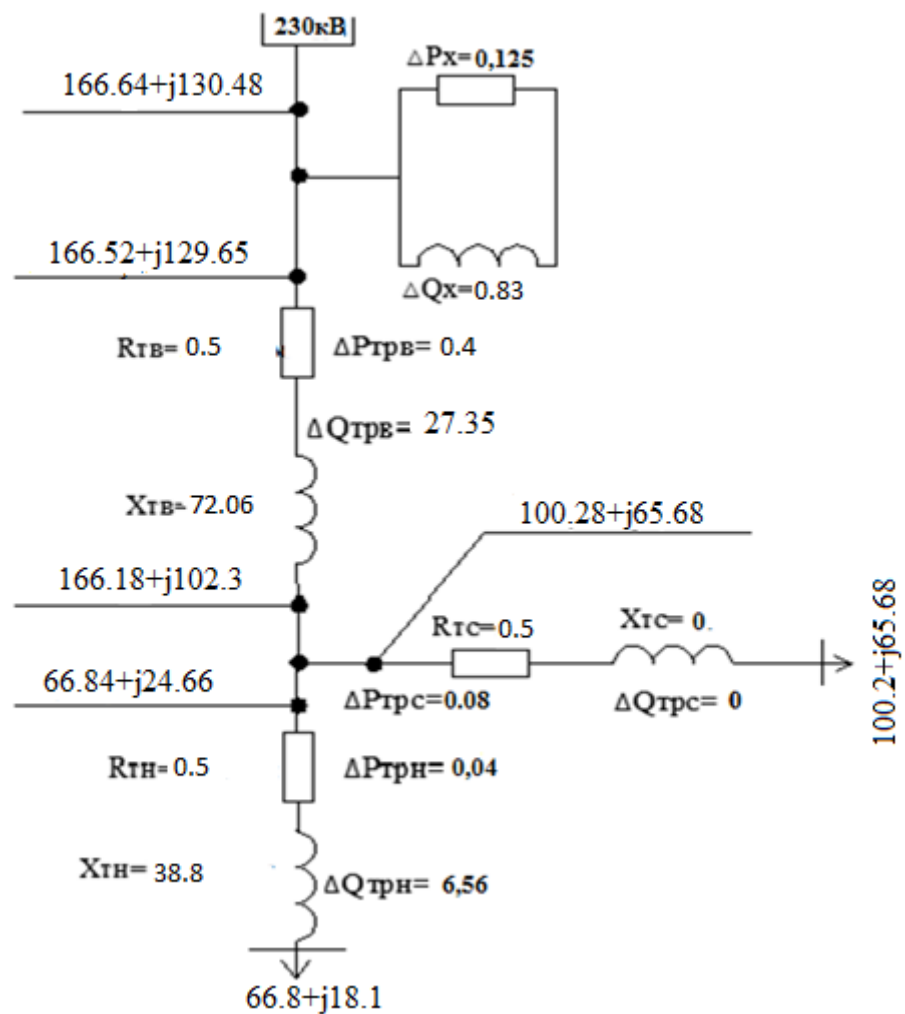 230кВ
ΔPх=0,125
166.64+j130.48
166.52+j129.65
ΔQх=0.83
Rтв= 0.5
ΔPтрв= 0.4
ΔQтрв= 27.35
Xтв= 72.06
100.28+j65.68
166.18+j102.3
Rтс=0.5
Xтс= 0.
100.2+j65.68
66.84+j24.66
ΔPтрс=0.08
ΔQтрс= 0
Rтн= 0.5
ΔPтрн= 0,04
Xтн= 38.8
ΔQтрн= 6,56
66.8+j18.1